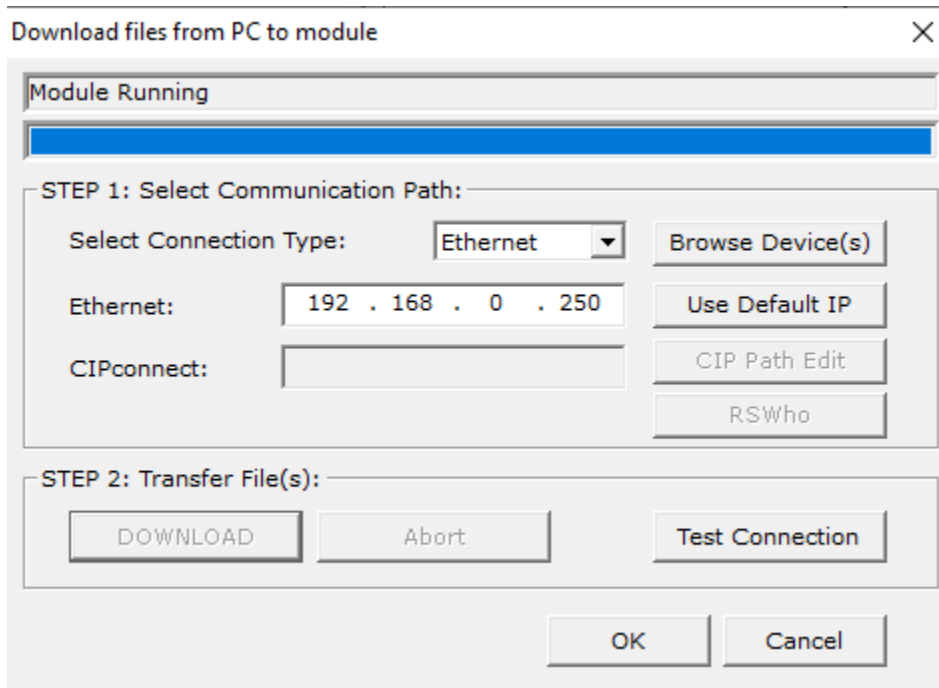 Download files from PC to module
Module Running
STEP 1: Select Communication Path:
Select Connection Type:
Ethernet
Browse Device(s)
Ethernet:
192 . 168 . 0 . 250
Use Default IP
CIPconnect:
CIP Path Edit
RSWho
STEP 2: Transfer File(s):
DOWNLOAD
Abort
Test Connection
OK
Cancel